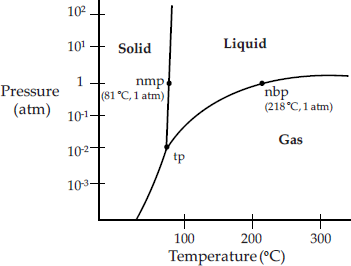 10²
10¹
1
10-¹
10-²
10-³
Pressure
(atm)
Solid
Liquid
Gas
nmp
(81 °C, 1 atm)
nbp
(218 °C, 1 atm)
tp
100
200
300
Temperature (°C)